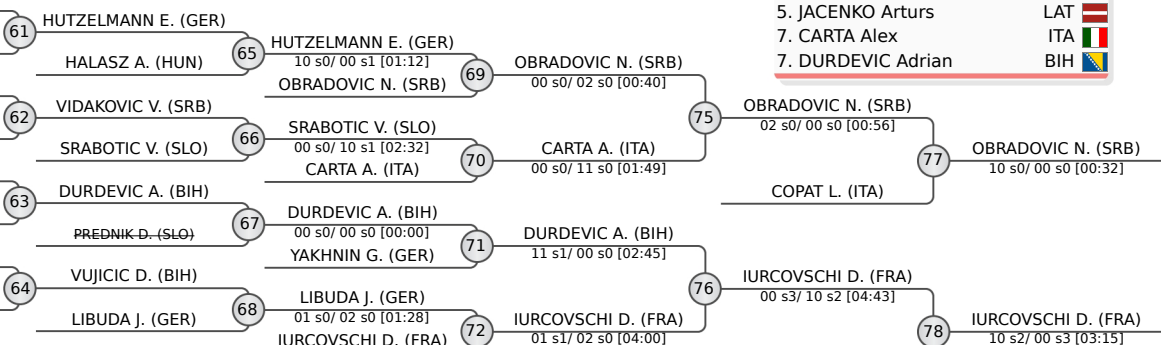 5. JACENKO Arturs LAT
7. CARTA Alex ITA
7. DURDEVIC Adrian BIH
61
HUTZELMANN E. (GER)
HALASZ A. (HUN)
62
VIDAKOVIC V. (SRB)
SRABOTIC V. (SLO)
63
DURDEVIC A. (BIH)
PREDNIK D. (SLO)
64
VUJICIC D. (BIH)
LIBUDA J. (GER)
65
HUTZELMANN E. (GER)
10 s0/ 00 s1 [01:12]
OBRADOVIC N. (SRB)
66
SRABOTIC V. (SLO)
00 s0/ 10 s1 [02:32]
CARTA A. (ITA)
67
DURDEVIC A. (BIH)
00 s0/ 00 s0 [00:00]
YAKHNIN G. (GER)
68
LIBUDA J. (GER)
01 s0/ 02 s0 [01:28]
IURCOVSCHI D. (FRA)
69
OBRADOVIC N. (SRB)
00 s0/ 02 s0 [00:40]
70
CARTA A. (ITA)
00 s0/ 11 s0 [01:49]
71
DURDEVIC A. (BIH)
11 s1/ 00 s0 [02:45]
72
IURCOVSCHI D. (FRA)
01 s1/ 02 s0 [04:00]
75
OBRADOVIC N. (SRB)
02 s0/ 00 s0 [00:56]
COPAT L. (ITA)
76
IURCOVSCHI D. (FRA)
00 s3/ 10 s2 [04:43]
77
OBRADOVIC N. (SRB)
10 s0/ 00 s0 [00:32]
78
IURCOVSCHI D. (FRA)
10 s2/ 00 s3 [03:15]